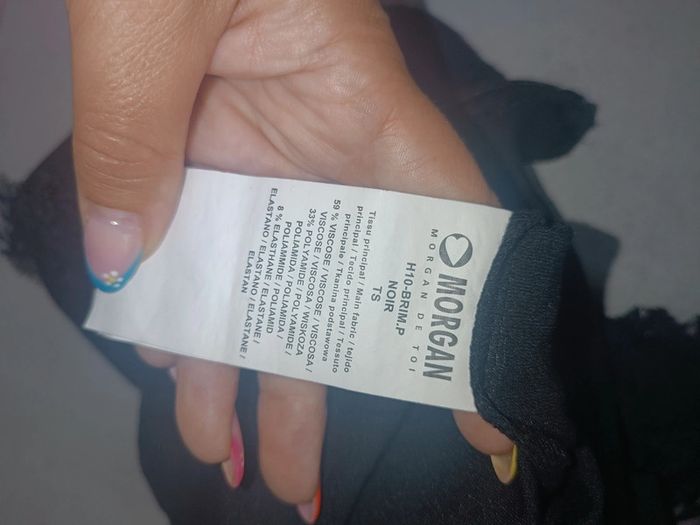 MORGAN
MORGAN DE TOI
H10-BRIM.P
NOIR
TS
Tissu principal / Main fabric / tejido
principal / Tecido principal / Tessuto
principale / Tkanina podstawowa
59 % VISCOSE / VISCOSE / VISCOSA /
VISCOSE / VISCOSA / WISKOZA
33% POLYAMIDE / POLYAMIDE /
POLIAMIDA / POLIAMIDA /
POLIAMMIDE / POLIAMID
8 % ELASTHANE / ELASTANE /
ELASTANO / ELASTANO / ELASTANE /
ELASTAN